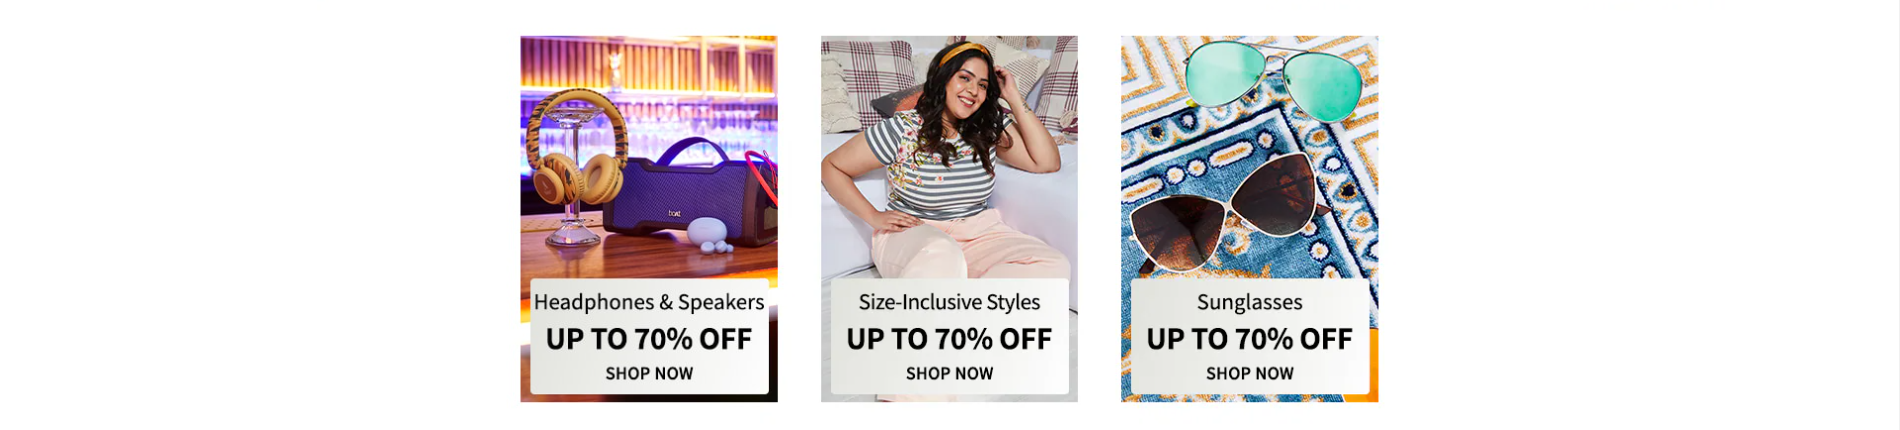 boAt
Headphones & Speakers
UP TO 70% OFF
SHOP NOW
Size-Inclusive Styles
UP TO 70% OFF
SHOP NOW
Sunglasses
UP TO 70% OFF
SHOP NOW